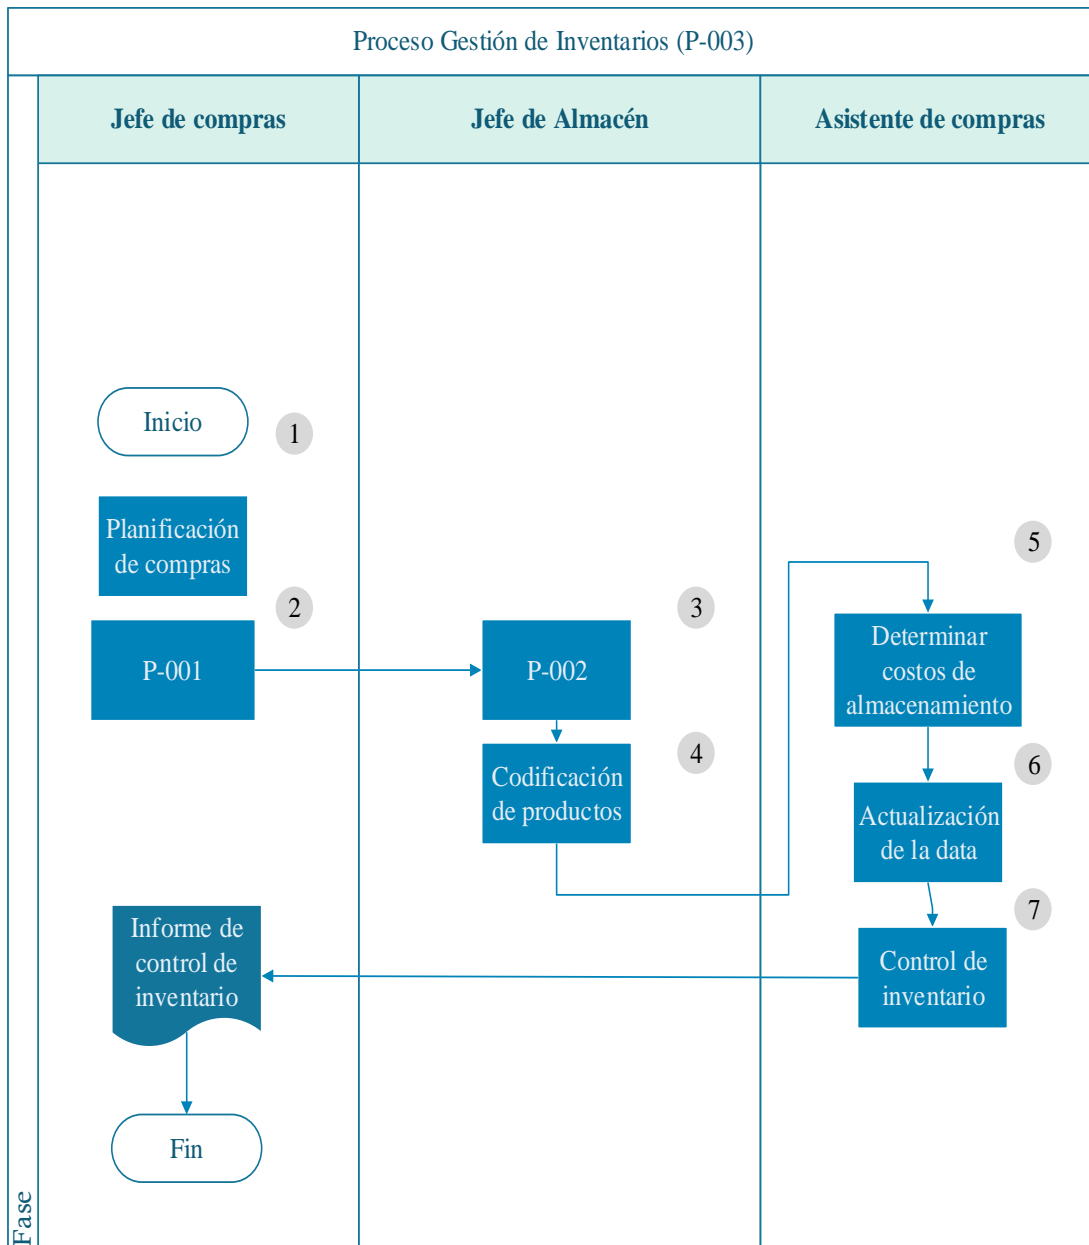 Proceso Gestión de Inventarios (P-003)
Jefe de compras
Jefe de Almacén
Asistente de compras
Inicio
1
Planificación
de compras
2
P-001
3
P-002
4
Codificación
de productos
5
Determinar
costos de
almacenamiento
6
Actualización
de la data
7
Control de
inventario
Informe de
control de
inventario
Fin
Fase